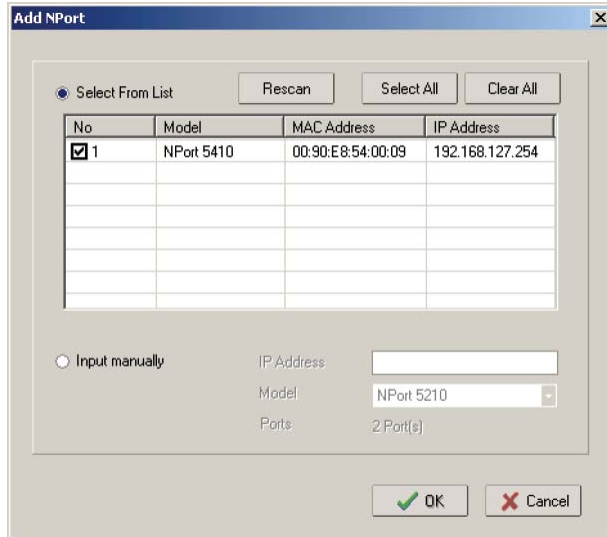 Add NPort
Select From List Rescan Select All Clear All
No Model MAC Address IP Address
1 NPort 5410 00:90:E8:54:00:09 192.168.127.254
Input manually IP Address
Model NPort 5210
Ports 2 Port(s)
OK Cancel